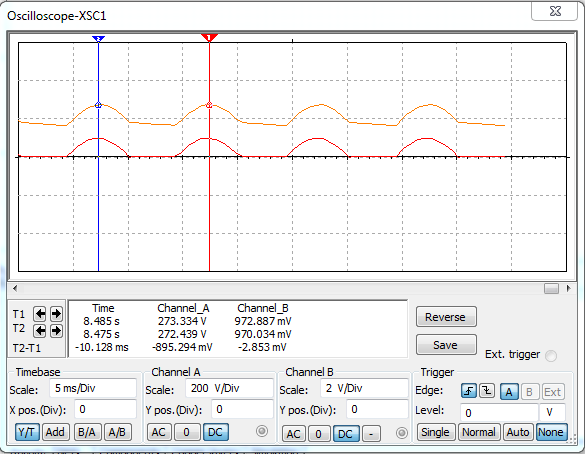 Oscilloscope-XSC1
2 1
T1
T2
T2-T1
Time Channel_A Channel_B
8.485 s 273.334 V 972.887 mV
8.475 s 272.439 V 970.034 mV
-10.128 ms -895.294 mV -2.853 mV
Reverse
Save
Ext. trigger
Timebase
Scale: 5 ms/Div
X pos.(Div): 0
Y/T Add B/A A/B
Channel A
Scale: 200 V/Div
Y pos.(Div): 0
AC 0 DC
Channel B
Scale: 2 V/Div
Y pos.(Div): 0
AC 0 DC -
Trigger
Edge: A B Ext
Level: 0 V
Single Normal Auto None